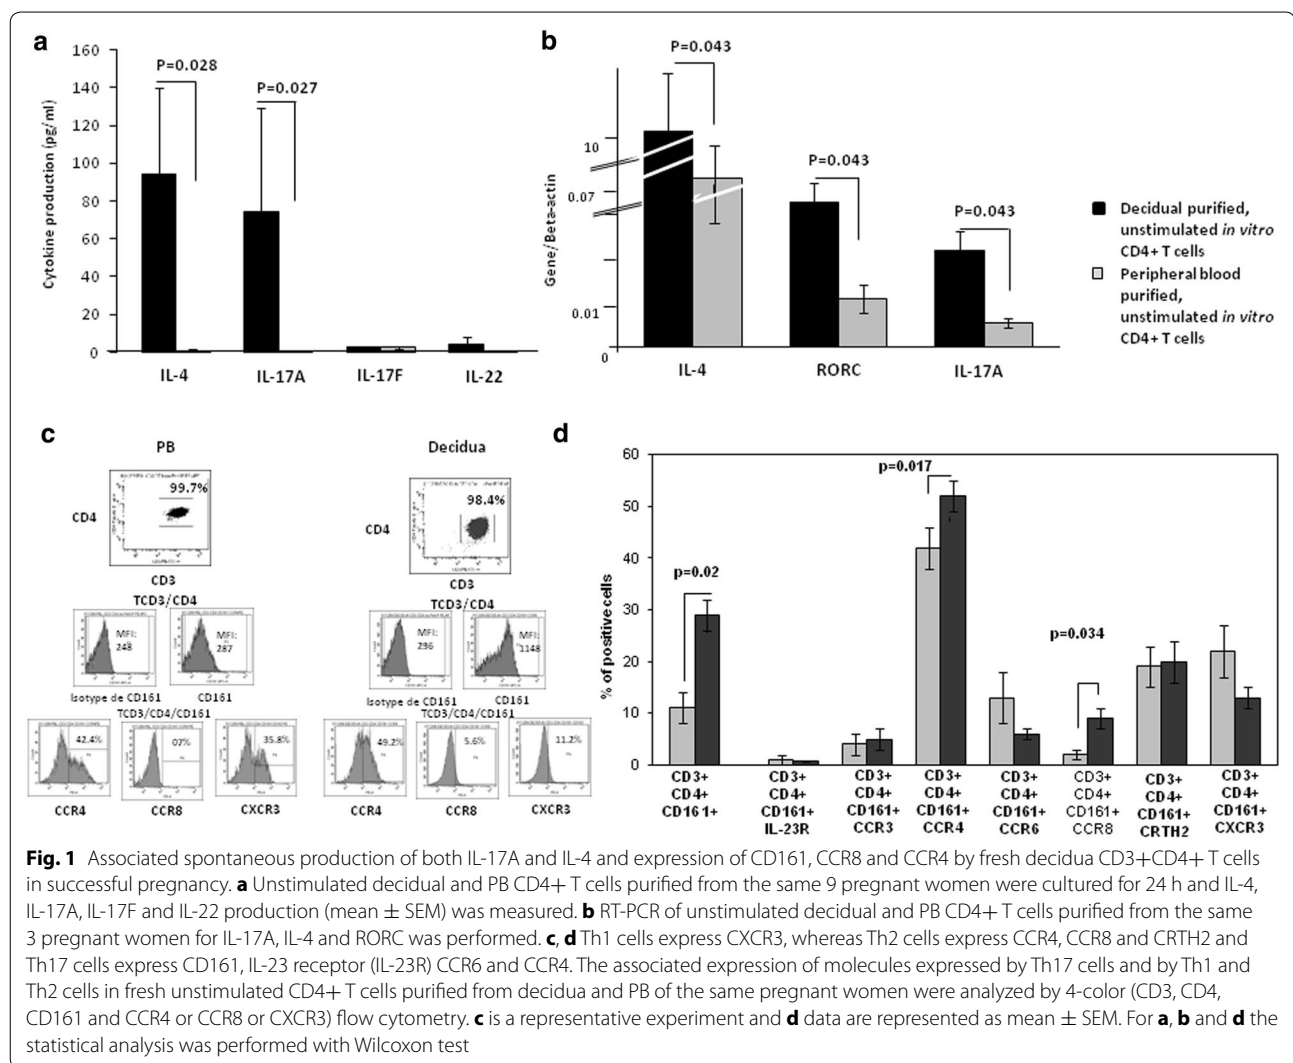 a
160
140
120
100
80
60
40
20
0
Cytokine production (pg/ml)
P=0.028
P=0.027
IL-4 IL-17A IL-17F IL-22
b
P=0.043
P=0.043
P=0.043
10
0.07
0.01
0
Gene/Beta-actin
IL-4 RORC IL-17A
Decidual purified,
unstimulated in vitro
CD4+ T cells
Peripheral blood
purified,
unstimulated in vitro
CD4+ T cells
c
PB Decidua
99.7%
98.4%
CD4
CD4
CD3
CD3
TCD3/CD4
TCD3/CD4
MFI:
248
MFI:
287
MFI:
236
MFI:
1148
Isotype de CD161 CD161 Isotype de CD161 CD161
TCD3/CD4/CD161 TCD3/CD4/CD161
42.4% 07% 35.8% 49.2% 5.6% 11.2%
CCR4 CCR8 CXCR3 CCR4 CCR8 CXCR3
d
60
50
40
30
20
10
0
% of positive cells
p=0.02
p=0.017
p=0.034
CD3+ CD3+ CD3+ CD3+ CD3+ CD3+ CD3+ CD3+
CD4+ CD4+ CD4+ CD4+ CD4+ CD4+ CD4+ CD4+
CD161+ CD161+ CD161+ CD161+ CD161+ CD161+ CD161+ CD161+
IL-23R CCR3 CCR4 CCR6 CCR8 CRTH2 CXCR3
Fig. 1 Associated spontaneous production of both IL-17A and IL-4 and expression of CD161, CCR8 and CCR4 by fresh decidua CD3+CD4+ T cells
in successful pregnancy. a Unstimulated decidual and PB CD4+ T cells purified from the same 9 pregnant women were cultured for 24 h and IL-4,
IL-17A, IL-17F and IL-22 production (mean ± SEM) was measured. b RT-PCR of unstimulated decidual and PB CD4+ T cells purified from the same
3 pregnant women for IL-17A, IL-4 and RORC was performed. c, d Th1 cells express CXCR3, whereas Th2 cells express CCR4, CCR8 and CRTH2 and
Th17 cells express CD161, IL-23 receptor (IL-23R) CCR6 and CCR4. The associated expression of molecules expressed by Th17 cells and by Th1 and
Th2 cells in fresh unstimulated CD4+ T cells purified from decidua and PB of the same pregnant women were analyzed by 4-color (CD3, CD4,
CD161 and CCR4 or CCR8 or CXCR3) flow cytometry. c is a representative experiment and d data are represented as mean ± SEM. For a, b and d the
statistical analysis was performed with Wilcoxon test